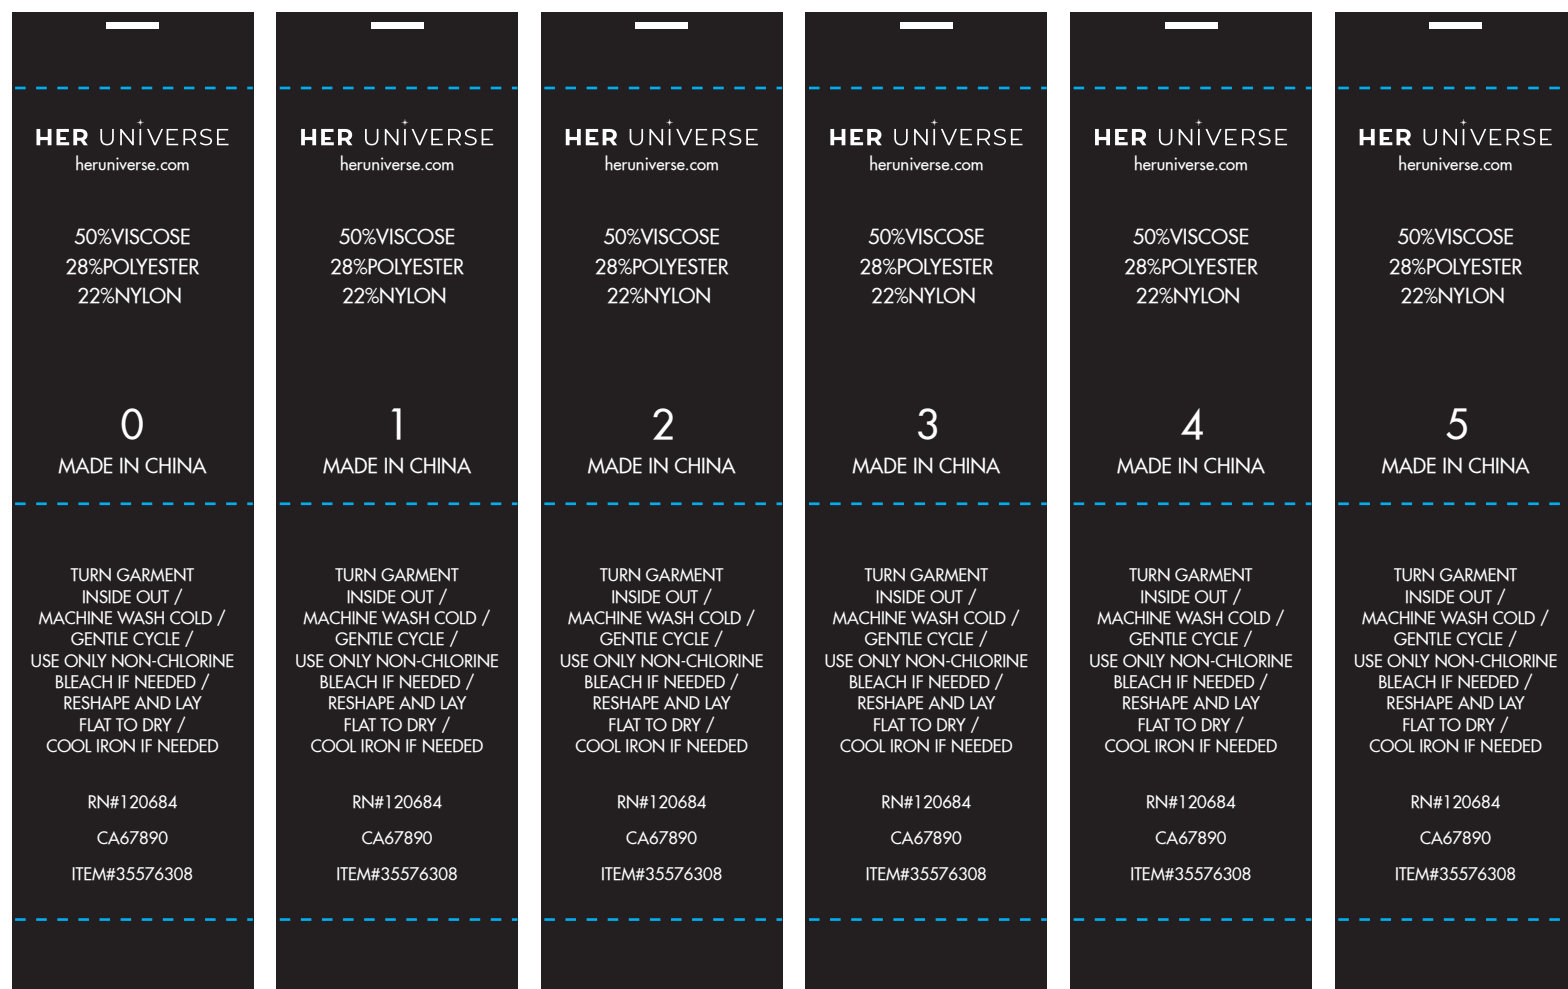 HER UNIVERSE
heruniverse.com
50%VISCOSE
28%POLYESTER
22%NYLON
0
MADE IN CHINA
TURN GARMENT
INSIDE OUT /
MACHINE WASH COLD /
GENTLE CYCLE /
USE ONLY NON-CHLORINE
BLEACH IF NEEDED /
RESHAPE AND LAY
FLAT TO DRY /
COOL IRON IF NEEDED
RN#120684
CA67890
ITEM#35576308
HER UNIVERSE
heruniverse.com
50%VISCOSE
28%POLYESTER
22%NYLON
1
MADE IN CHINA
TURN GARMENT
INSIDE OUT /
MACHINE WASH COLD /
GENTLE CYCLE /
USE ONLY NON-CHLORINE
BLEACH IF NEEDED /
RESHAPE AND LAY
FLAT TO DRY /
COOL IRON IF NEEDED
RN#120684
CA67890
ITEM#35576308
HER UNIVERSE
heruniverse.com
50%VISCOSE
28%POLYESTER
22%NYLON
2
MADE IN CHINA
TURN GARMENT
INSIDE OUT /
MACHINE WASH COLD /
GENTLE CYCLE /
USE ONLY NON-CHLORINE
BLEACH IF NEEDED /
RESHAPE AND LAY
FLAT TO DRY /
COOL IRON IF NEEDED
RN#120684
CA67890
ITEM#35576308
HER UNIVERSE
heruniverse.com
50%VISCOSE
28%POLYESTER
22%NYLON
3
MADE IN CHINA
TURN GARMENT
INSIDE OUT /
MACHINE WASH COLD /
GENTLE CYCLE /
USE ONLY NON-CHLORINE
BLEACH IF NEEDED /
RESHAPE AND LAY
FLAT TO DRY /
COOL IRON IF NEEDED
RN#120684
CA67890
ITEM#35576308
HER UNIVERSE
heruniverse.com
50%VISCOSE
28%POLYESTER
22%NYLON
4
MADE IN CHINA
TURN GARMENT
INSIDE OUT /
MACHINE WASH COLD /
GENTLE CYCLE /
USE ONLY NON-CHLORINE
BLEACH IF NEEDED /
RESHAPE AND LAY
FLAT TO DRY /
COOL IRON IF NEEDED
RN#120684
CA67890
ITEM#35576308
HER UNIVERSE
heruniverse.com
50%VISCOSE
28%POLYESTER
22%NYLON
5
MADE IN CHINA
TURN GARMENT
INSIDE OUT /
MACHINE WASH COLD /
GENTLE CYCLE /
USE ONLY NON-CHLORINE
BLEACH IF NEEDED /
RESHAPE AND LAY
FLAT TO DRY /
COOL IRON IF NEEDED
RN#120684
CA67890
ITEM#35576308